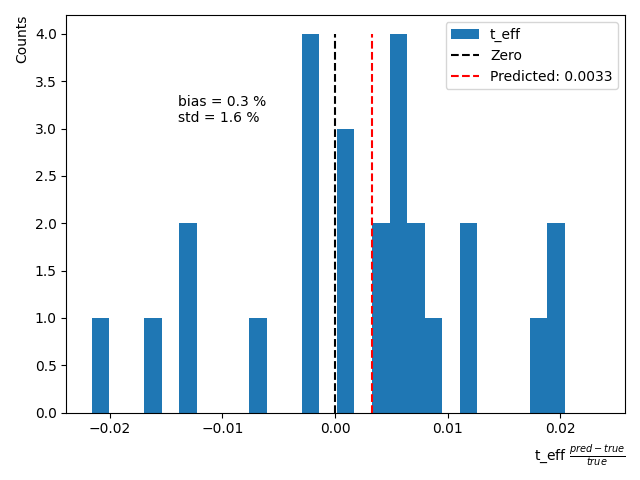 Counts
4.0
3.5
3.0
2.5
2.0
1.5
1.0
0.5
0.0
bias = 0.3 %
std = 1.6 %
t_eff
Zero
Predicted: 0.0033
−0.02 −0.01 0.00 0.01 0.02
t_eff pred−true
true